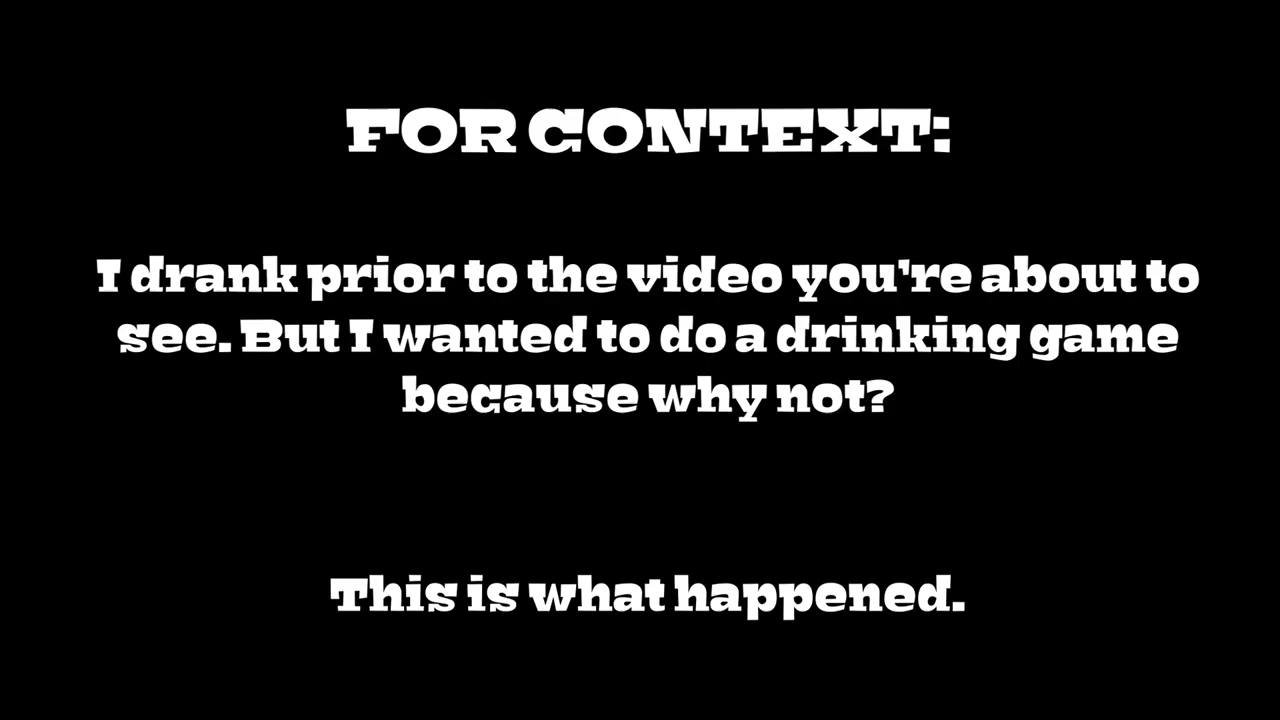 FOR CONTEXT:
I drank prior to the video you're about to
see. But I wanted to do a drinking game
because why not?
This is what happened.